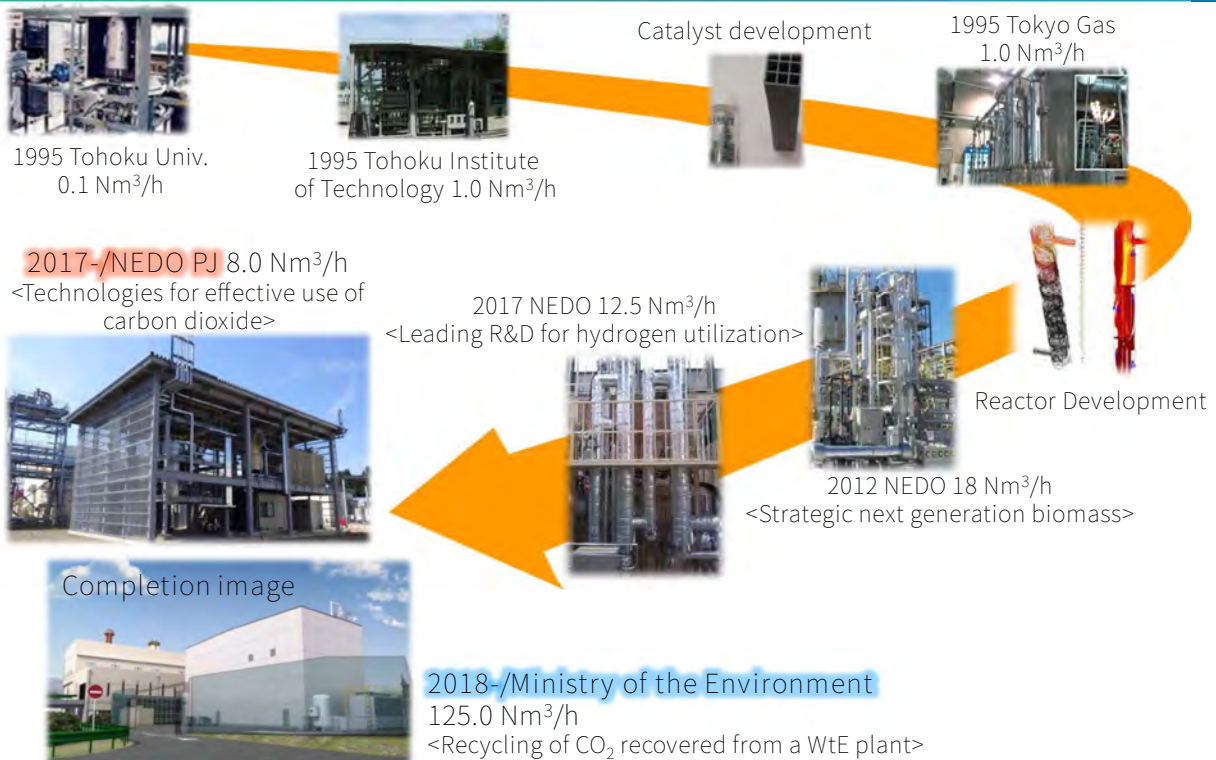 1995 Tohoku Univ.
0.1 Nm³/h
1995 Tohoku Institute
of Technology 1.0 Nm³/h
Catalyst development
1995 Tokyo Gas
1.0 Nm³/h
Reactor Development
2012 NEDO 18 Nm³/h
<Strategic next generation biomass>
2017 NEDO 12.5 Nm³/h
<Leading R&D for hydrogen utilization>
2017-/NEDO PJ 8.0 Nm³/h
<Technologies for effective use of
carbon dioxide>
Completion image
2018-/Ministry of the Environment
125.0 Nm³/h
<Recycling of CO₂ recovered from a WtE plant>